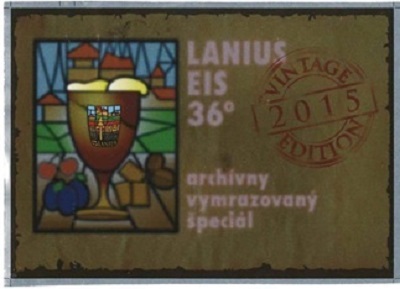 LANIUS
EIS
36°
VINTAGE
2015
EDITION
archívny
vymrazovaný
špeciál